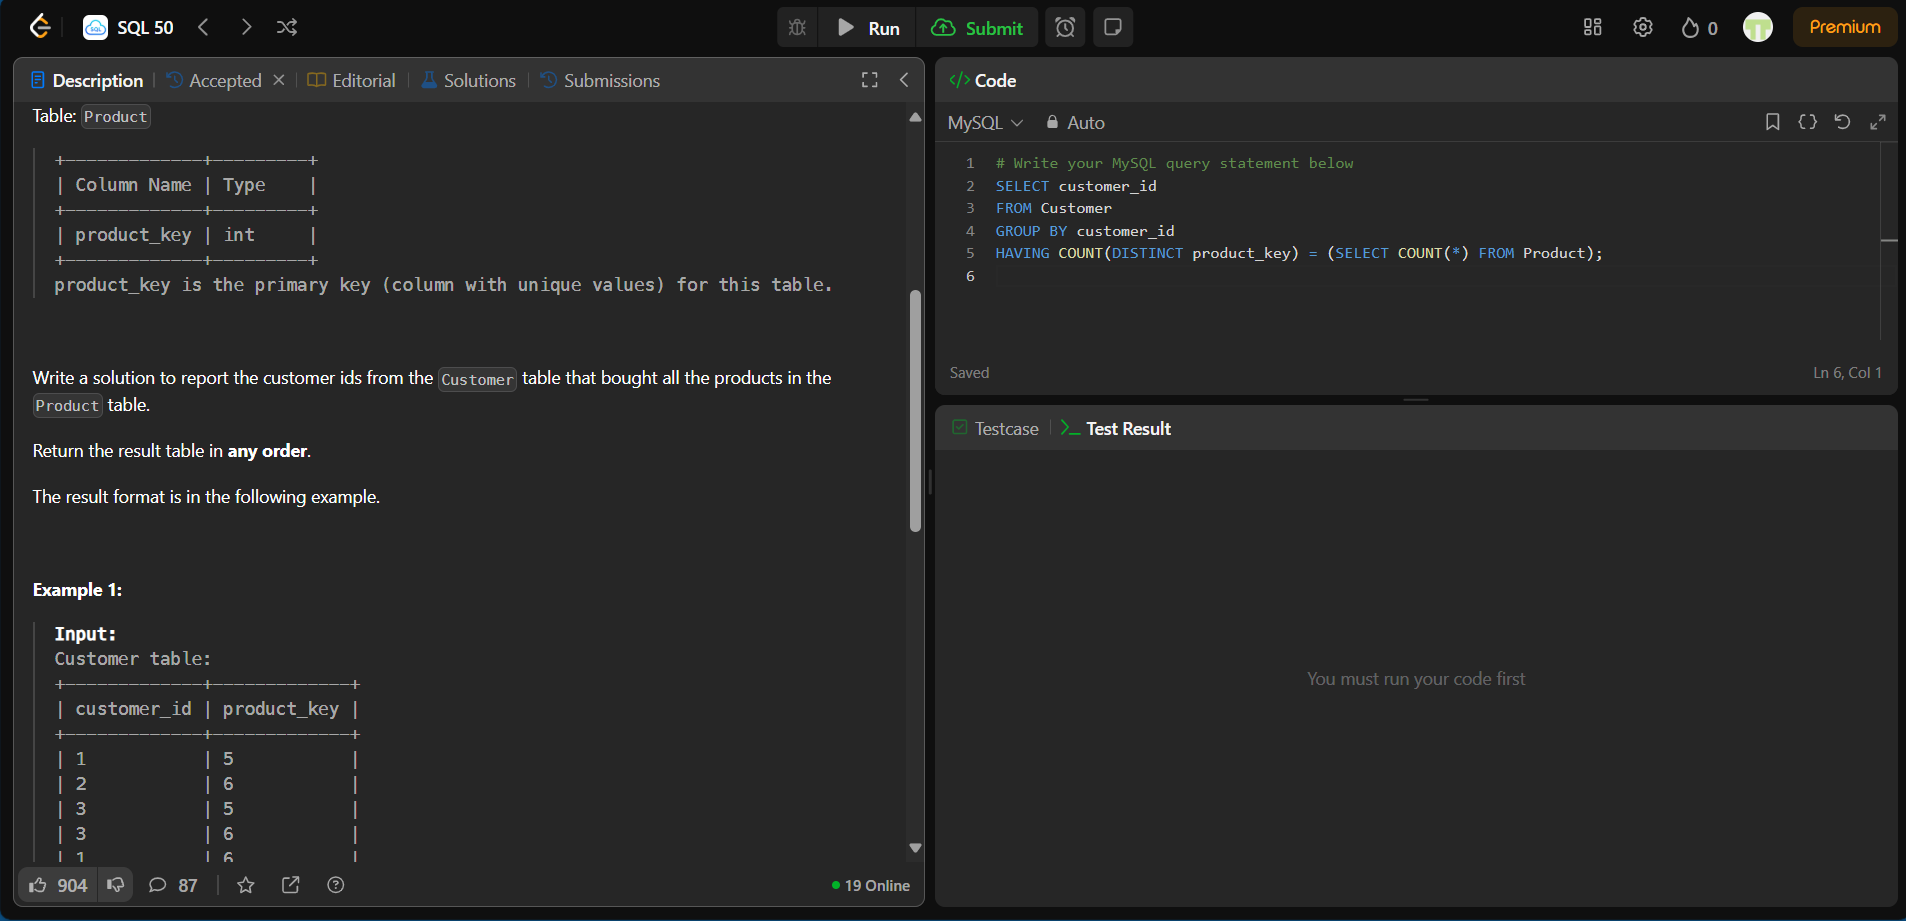 SQL 50
Run
Submit
0
Premium
Description
Accepted
Editorial
Solutions
Submissions
Table: Product
+-------------+---------+
| Column Name | Type    |
+-------------+---------+
| product_key | int     |
+-------------+---------+
product_key is the primary key (column with unique values) for this table.
Write a solution to report the customer ids from the Customer table that bought all the products in the
Product table.
Return the result table in any order.
The result format is in the following example.
Example 1:
Input:
Customer table:
+-------------+-------------+
| customer_id | product_key |
+-------------+-------------+
| 1           | 5           |
| 2           | 6           |
| 3           | 5           |
| 3           | 6           |
| 1           | 6           |
904
87
19 Online
</> Code
MySQL
Auto
1 # Write your MySQL query statement below
2 SELECT customer_id
3 FROM Customer
4 GROUP BY customer_id
5 HAVING COUNT(DISTINCT product_key) = (SELECT COUNT(*) FROM Product);
6
Saved
Ln 6, Col 1
Testcase
Test Result
You must run your code first